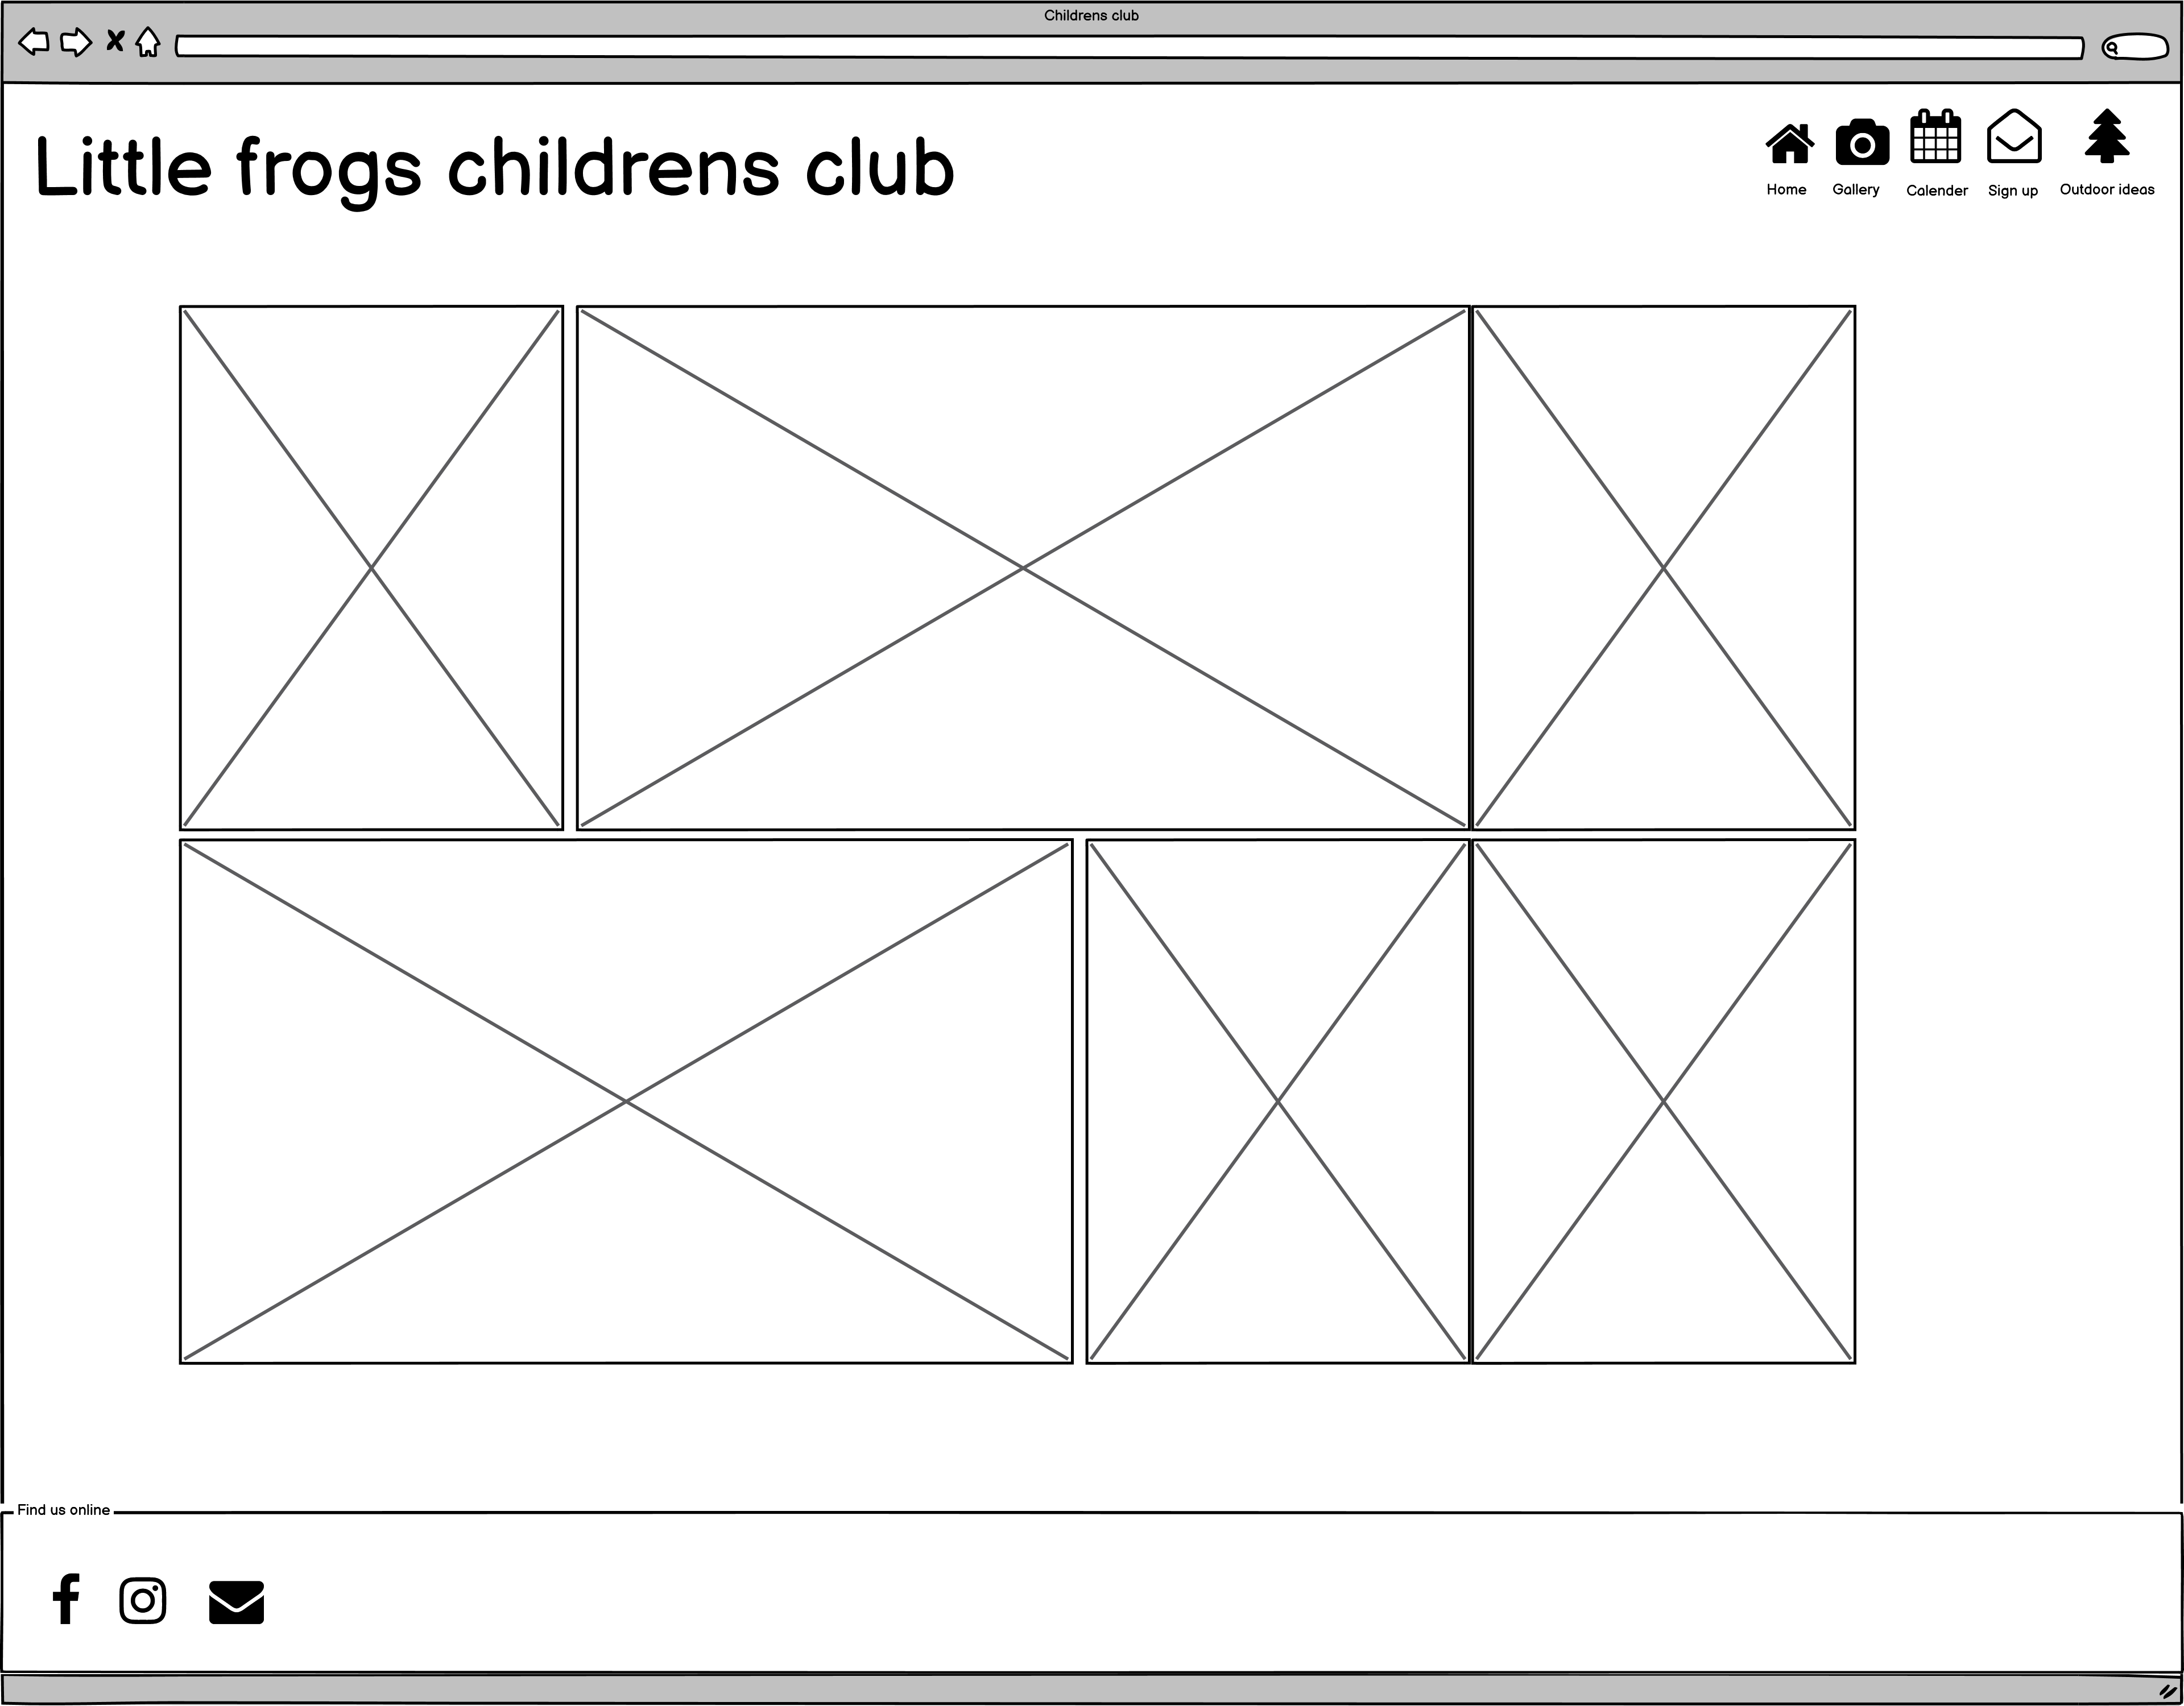 Childrens club
Little frogs childrens club
Home Gallery Calender Sign up Outdoor ideas
Find us online